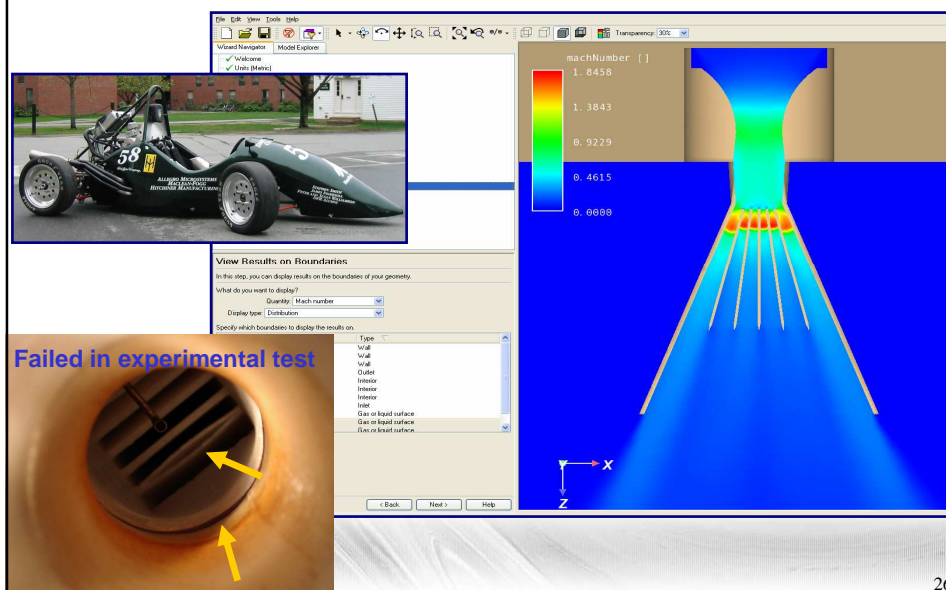 File Edit View Tools Help
Transparency: 30%
Wizard Navigator Model Explorer
Welcome
Units (Metric)
machNumber []
1.8458
1.3843
0.9229
0.4615
0.0000
58
5
ALLEGRO MICROSYSTEMS
MACLEAN-FOGG
HITCHINER MANUFACTURING
View Results on Boundaries
In this step, you can display results on the boundaries of your geometry.
What do you want to display?
Quantity: Mach number
Display type: Distribution
Specify which boundaries to display the results on.
Type
Wall
Wall
Wall
Outlet
Interior
Interior
Interior
Inlet
Gas or liquid surface
Gas or liquid surface
Gas or liquid surface
Failed in experimental test
< Back Next > Help
Y X
Z
26